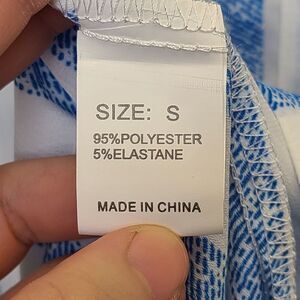 SIZE: S
95%POLYESTER
5%ELASTANE
MADE IN CHINA